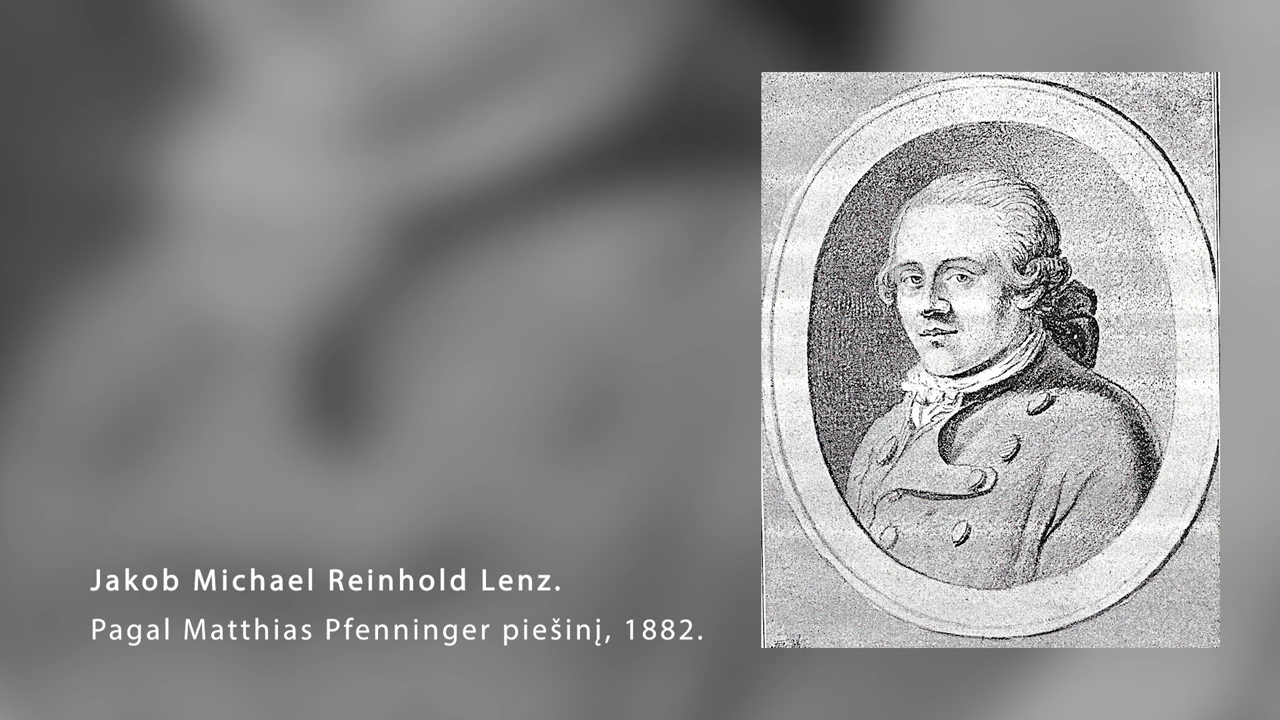 Jakob Michael Reinhold Lenz.
Pagal Matthias Pfenninger piešinį, 1882.